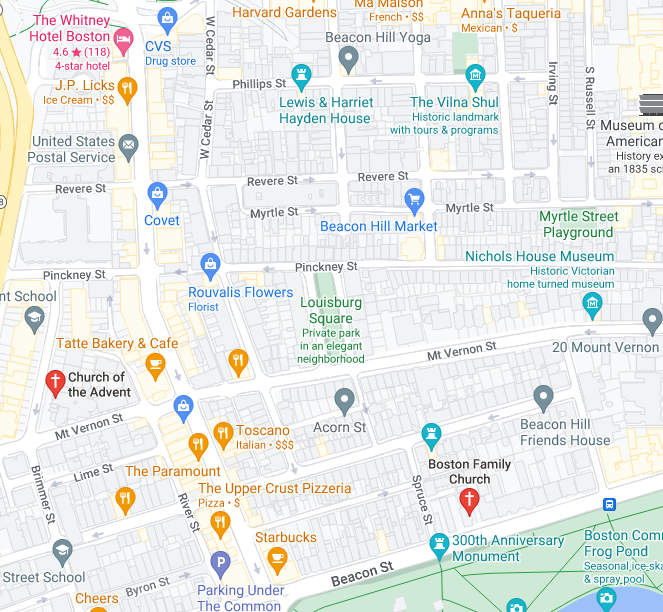 Harvard Gardens
Ma Maison
French • $$
Anna's Taqueria
Mexican • $
The Whitney
Hotel Boston
4.6 ★ (118)
4-star hotel
CVS
Drug store
W Cedar St
Beacon Hill Yoga
J.P. Licks
Ice Cream • $$
Phillips St
Irving St
S Russell St
Lewis & Harriet
Hayden House
The Vilna Shul
Historic landmark
with tours & programs
W Cedar St
United States
Postal Service
Museum o
American
History ex
an 1835 sch
Revere St
Revere St
Revere St
Covet
Myrtle St
Myrtle St
Beacon Hill Market
Myrtle Street
Playground
Pinckney St
Pinckney St
Nichols House Museum
Historic Victorian
home turned museum
nt School
Rouvalis Flowers
Florist
Louisburg
Square
Private park
in an elegant
neighborhood
Tatte Bakery & Cafe
Mt Vernon St
20 Mount Vernon
Church of
the Advent
Mt Vernon St
Acorn St
Toscano
Italian • $$$
Beacon Hill
Friends House
The Paramount
Lime St
Brimmer St
Boston Family
Church
The Upper Crust Pizzeria
Pizza • $
River St
Spruce St
Starbucks
300th Anniversary
Monument
Boston Comm
Frog Pond
Seasonal ice-ska
& spray pool
Street School
Byron St
P
Parking Under
The Common
Beacon St
Cheers